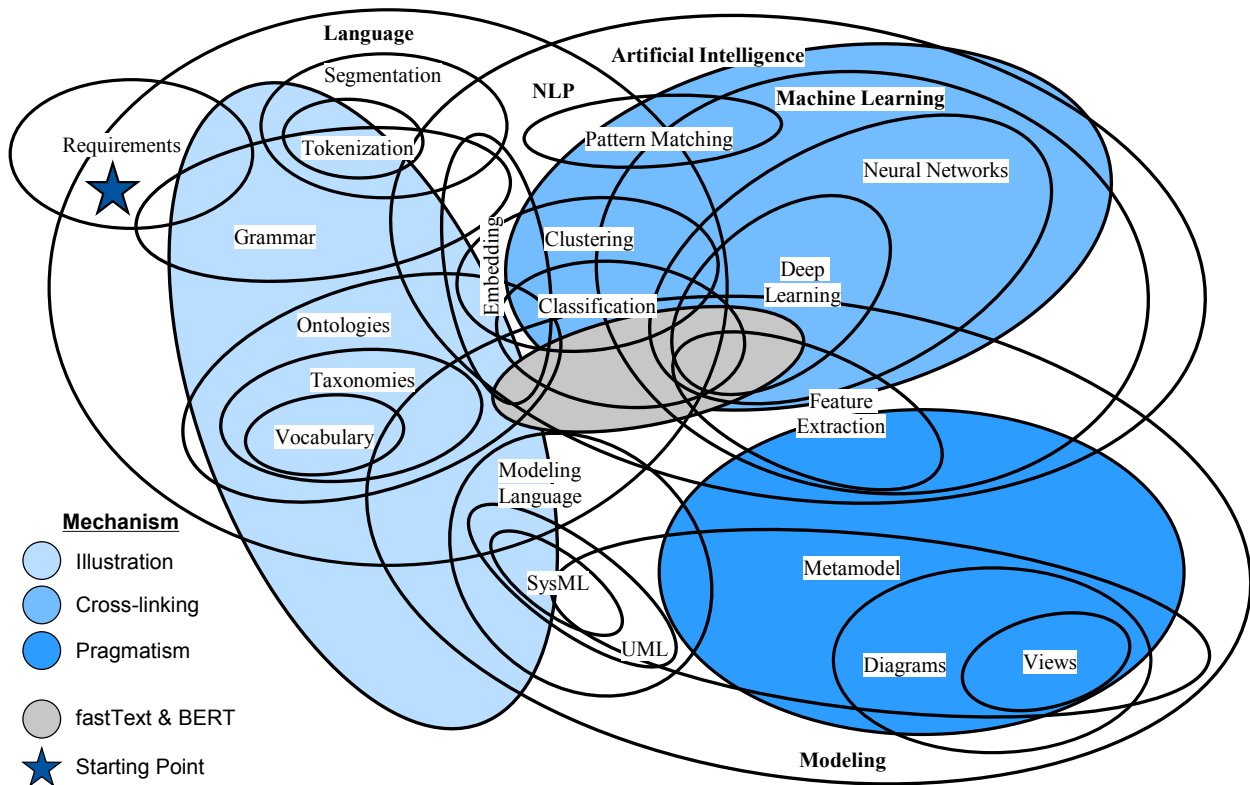 Language
Artificial Intelligence
Segmentation
NLP
Machine Learning
Requirements
Tokenization
Pattern Matching
Neural Networks
Grammar
Embedding
Clustering
Deep
Learning
Classification
Ontologies
Taxonomies
Vocabulary
Feature
Extraction
Modeling
Language
Mechanism
Illustration
Cross-linking
Pragmatism
fastText & BERT
Starting Point
SysML
UML
Metamodel
Diagrams
Views
Modeling